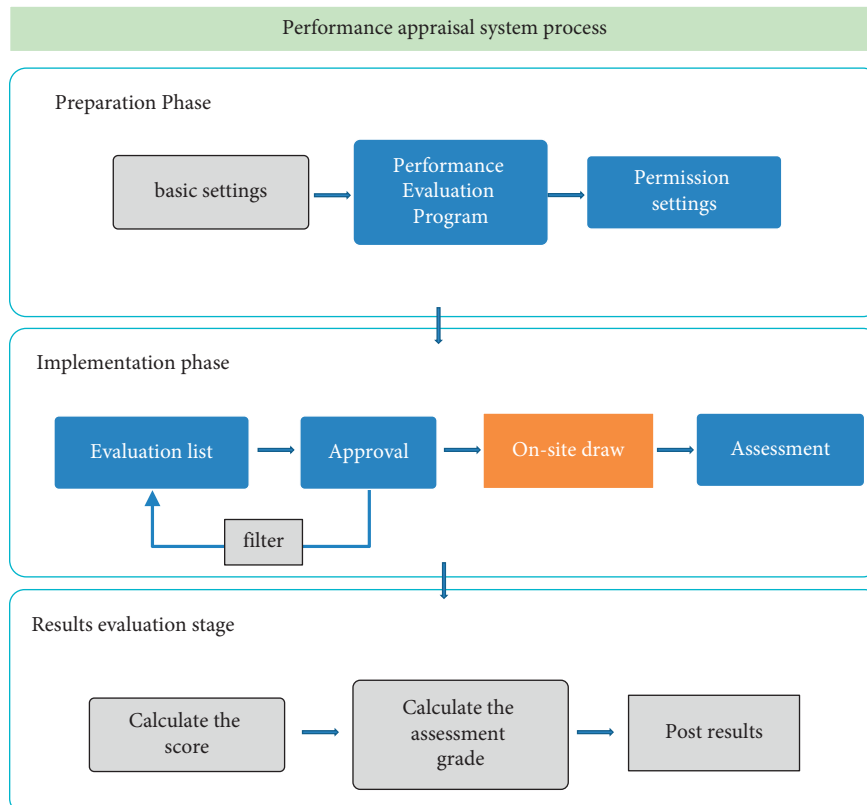 Performance appraisal system process
Preparation Phase
basic settings
Performance
Evaluation
Program
Permission
settings
Implementation phase
Evaluation list
Approval
On-site draw
Assessment
filter
Results evaluation stage
Calculate the
score
Calculate the
assessment
grade
Post results